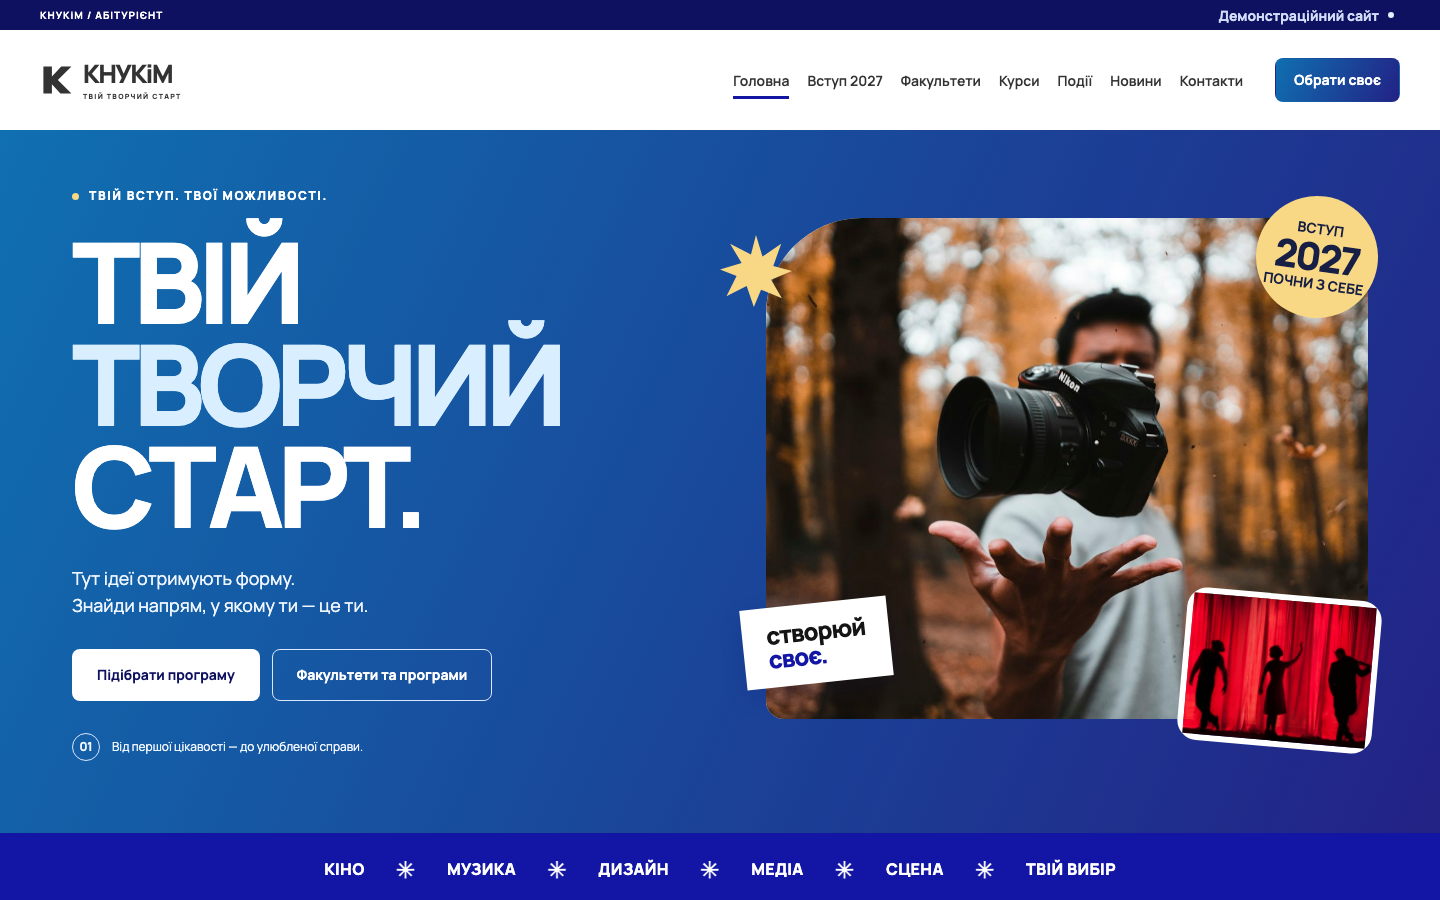 КНУКІМ / АБІТУРІЄНТ
Демонстраційний сайт
К КНУКіМ
ТВІЙ ТВОРЧИЙ СТАРТ
Головна Вступ 2027 Факультети Курси Події Новини Контакти
Обрати своє
ТВІЙ ВСТУП. ТВОЇ МОЖЛИВОСТІ.
ТВІЙ
ТВОРЧИЙ
СТАРТ.
Тут ідеї отримують форму.
Знайди напрям, у якому ти — це ти.
Підібрати програму
Факультети та програми
01 Від першої цікавості — до улюбленої справи.
ВСТУП
2027
ПОЧНИ З СЕБЕ
Nikon
створюй
своє.
КІНО МУЗИКА ДИЗАЙН МЕДІА СЦЕНА ТВІЙ ВИБІР